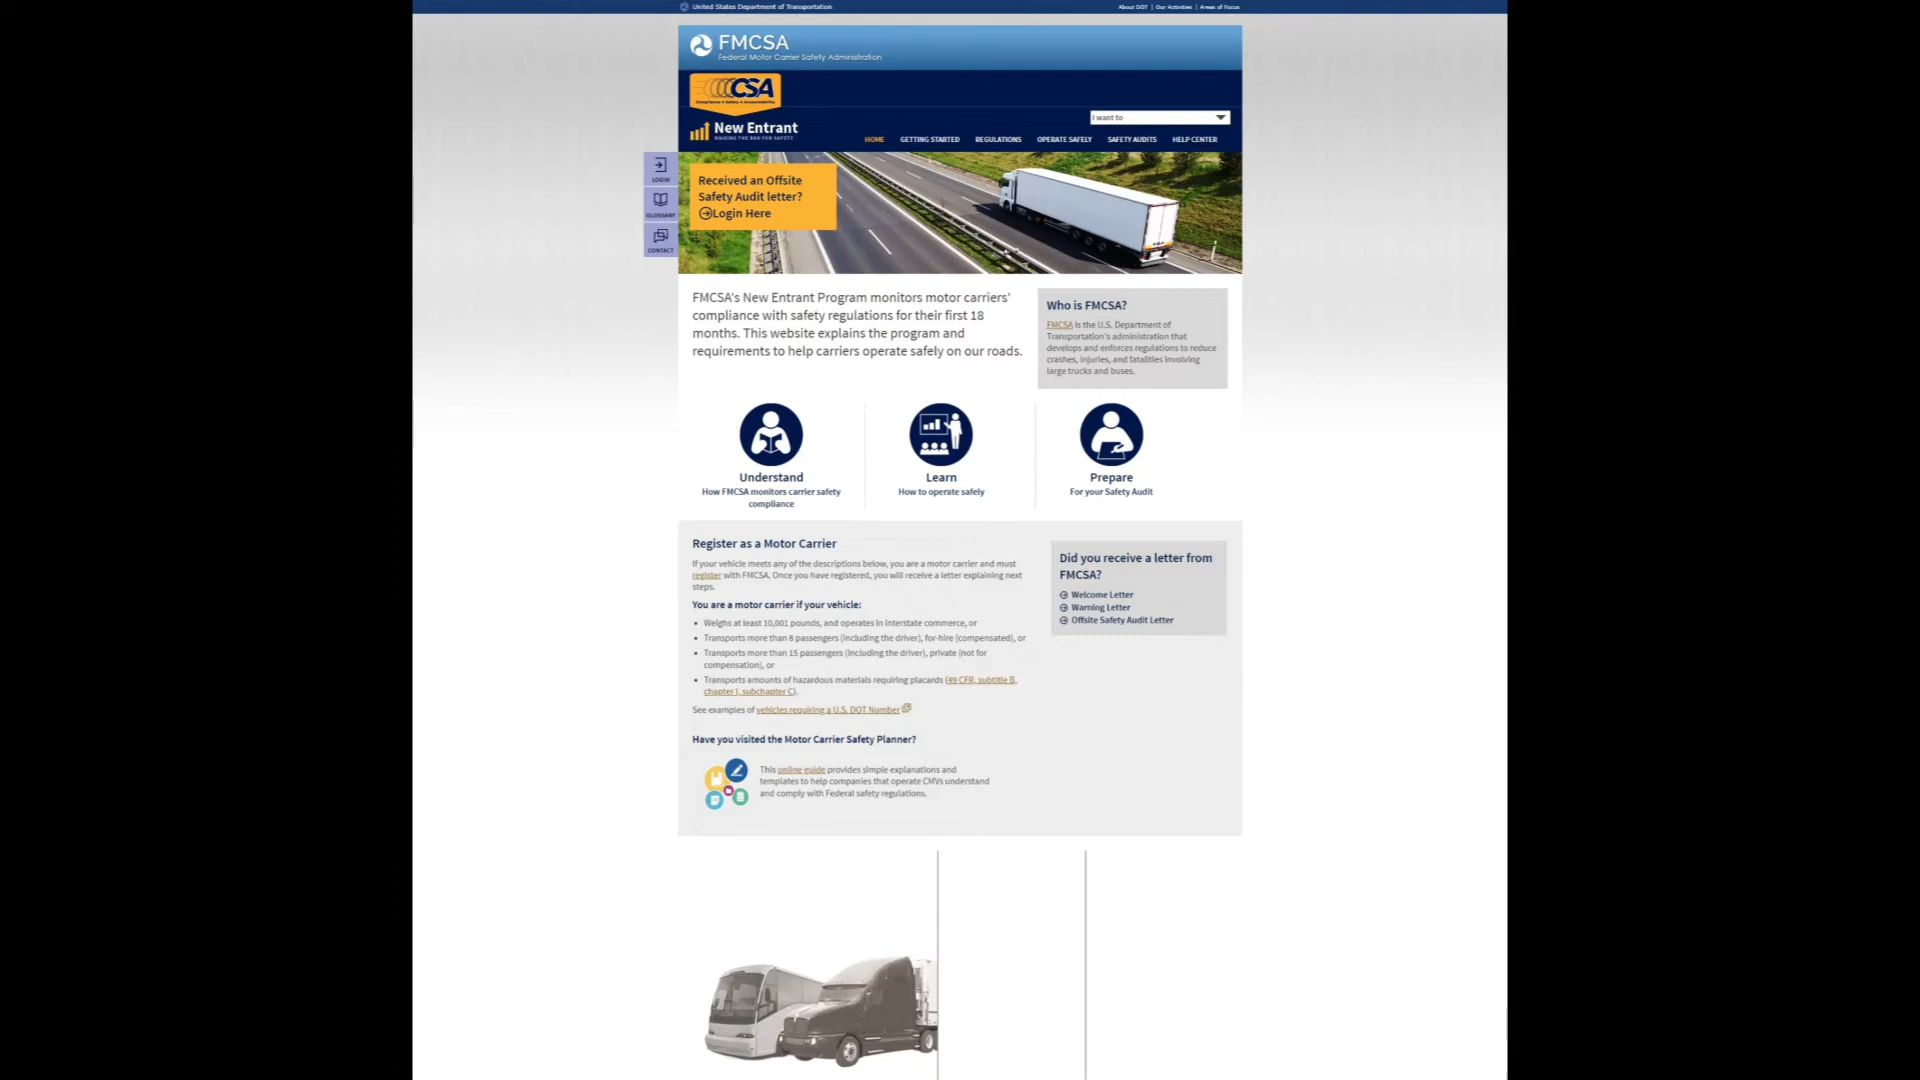 United States Department of Transportation
About DOT | Our Activities | Areas of Focus
FMCSA
Federal Motor Carrier Safety Administration
CSA
Compliance • Safety • Accountability
New Entrant
RAISING THE BAR FOR SAFETY
I want to
HOME GETTING STARTED REGULATIONS OPERATE SAFELY SAFETY AUDITS HELP CENTER
LOGIN
GLOSSARY
CONTACT
Received an Offsite
Safety Audit letter?
Login Here
FMCSA's New Entrant Program monitors motor carriers'
compliance with safety regulations for their first 18
months. This website explains the program and
requirements to help carriers operate safely on our roads.
Who is FMCSA?
FMCSA is the U.S. Department of
Transportation's administration that
develops and enforces regulations to reduce
crashes, injuries, and fatalities involving
large trucks and buses.
Understand
How FMCSA monitors carrier safety
compliance
Learn
How to operate safely
Prepare
For your Safety Audit
Register as a Motor Carrier
If your vehicle meets any of the descriptions below, you are a motor carrier and must
register with FMCSA. Once you have registered, you will receive a letter explaining next
steps.
You are a motor carrier if your vehicle:
• Weighs at least 10,001 pounds, and operates in interstate commerce, or
• Transports more than 8 passengers (including the driver), for-hire (compensated), or
• Transports more than 15 passengers (including the driver), private (not for
compensation), or
• Transports amounts of hazardous materials requiring placards (49 CFR, subtitle B,
chapter I, subchapter C).
See examples of vehicles requiring a U.S. DOT Number
Have you visited the Motor Carrier Safety Planner?
This online guide provides simple explanations and
templates to help companies that operate CMVs understand
and comply with Federal safety regulations.
Did you receive a letter from
FMCSA?
Welcome Letter
Warning Letter
Offsite Safety Audit Letter